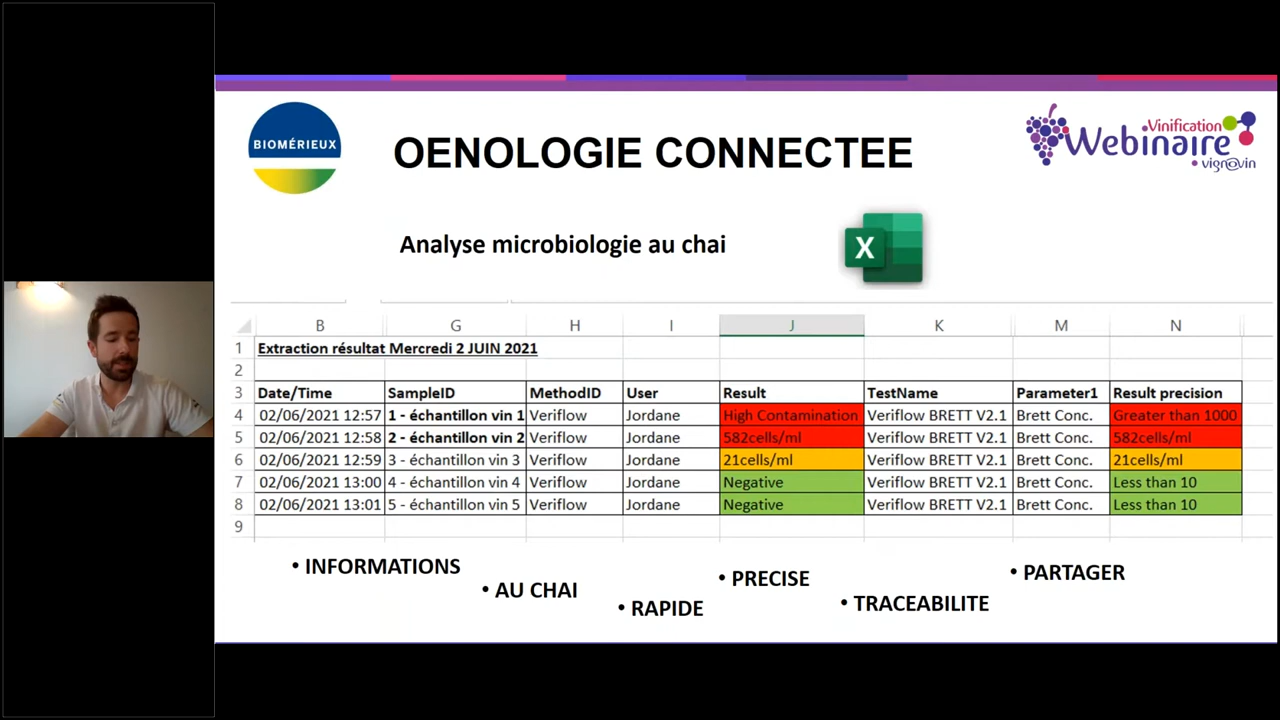 BIOMÉRIEUX
OENOLOGIE CONNECTEE
Vinification
Webinaire
vign@vin
Analyse microbiologie au chai
X
B G H I J K M N
1 Extraction résultat Mercredi 2 JUIN 2021
2
3 Date/Time SampleID MethodID User Result TestName Parameter1 Result precision
4 02/06/2021 12:57 1 - échantillon vin 1 Veriflow Jordane High Contamination Veriflow BRETT V2.1 Brett Conc. Greater than 1000
5 02/06/2021 12:58 2 - échantillon vin 2 Veriflow Jordane 582cells/ml Veriflow BRETT V2.1 Brett Conc. 582cells/ml
6 02/06/2021 12:59 3 - échantillon vin 3 Veriflow Jordane 21cells/ml Veriflow BRETT V2.1 Brett Conc. 21cells/ml
7 02/06/2021 13:00 4 - échantillon vin 4 Veriflow Jordane Negative Veriflow BRETT V2.1 Brett Conc. Less than 10
8 02/06/2021 13:01 5 - échantillon vin 5 Veriflow Jordane Negative Veriflow BRETT V2.1 Brett Conc. Less than 10
9
• INFORMATIONS
• AU CHAI
• RAPIDE
• PRECISE
• TRACEABILITE
• PARTAGER